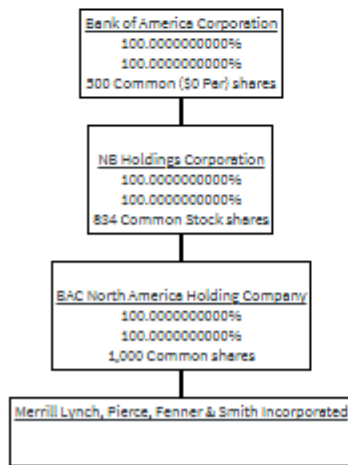 Bank of America Corporation
100.0000000000%
100.0000000000%
300 Common ($0 Par) shares
NB Holdings Corporation
100.0000000000%
100.0000000000%
834 Common Stock shares
BAC North America Holding Company
100.0000000000%
100.0000000000%
1,000 Common shares
Merrill Lynch, Pierce, Fenner & Smith Incorporated